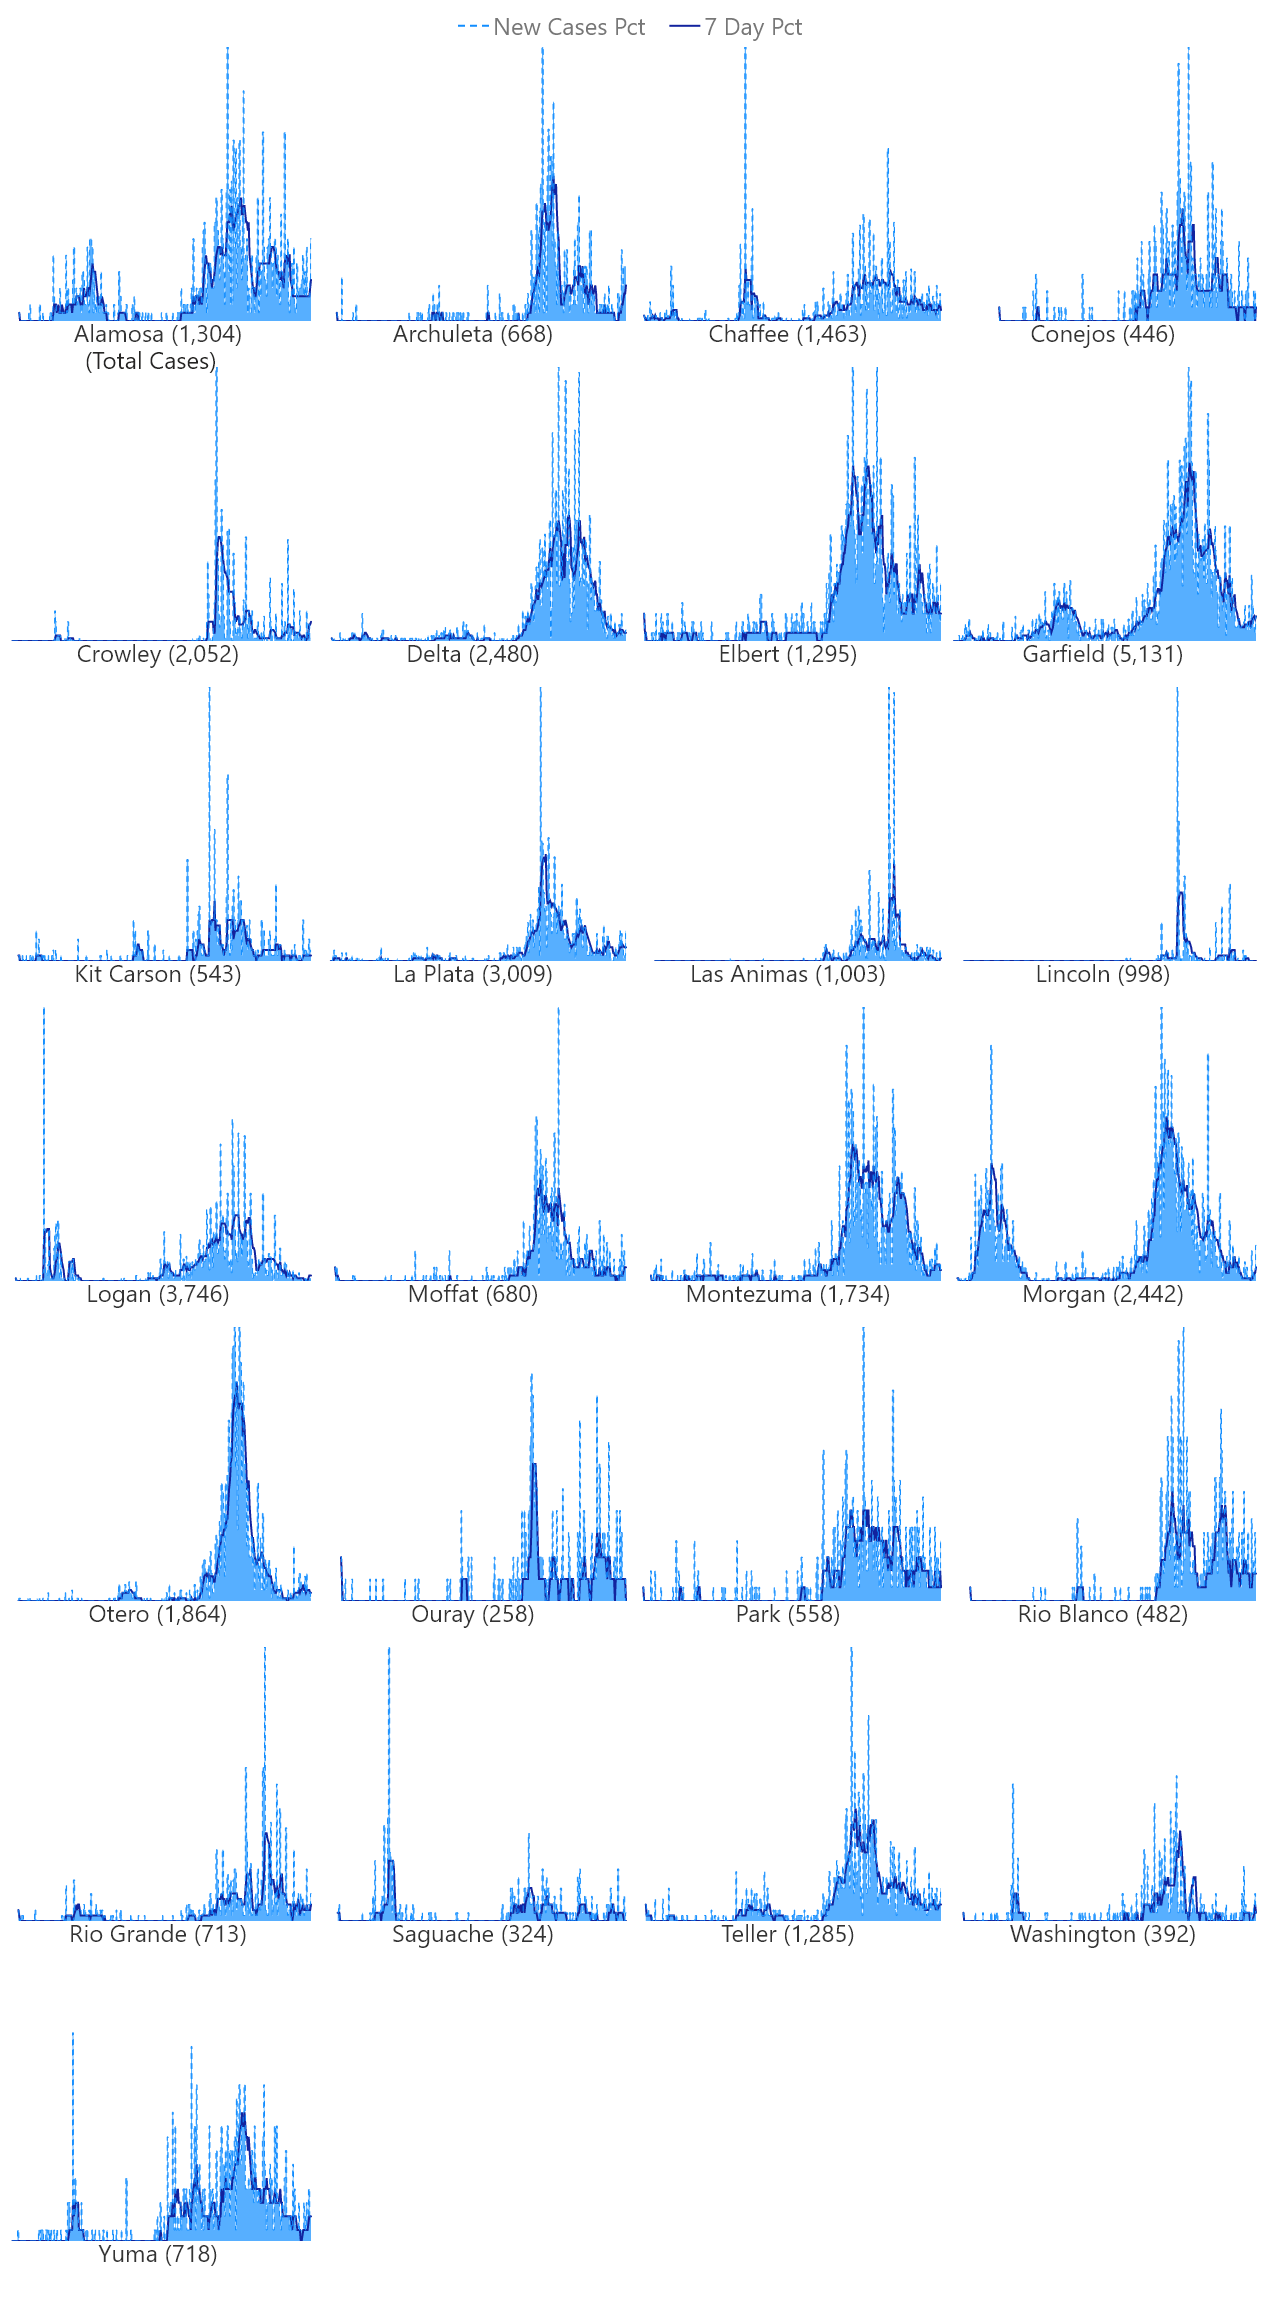 New Cases Pct 7 Day Pct
Alamosa (1,304) Archuleta (668) Chaffee (1,463) Conejos (446)
(Total Cases)
Crowley (2,052) Delta (2,480) Elbert (1,295) Garfield (5,131)
Kit Carson (543) La Plata (3,009) Las Animas (1,003) Lincoln (998)
Logan (3,746) Moffat (680) Montezuma (1,734) Morgan (2,442)
Otero (1,864) Ouray (258) Park (558) Rio Blanco (482)
Rio Grande (713) Saguache (324) Teller (1,285) Washington (392)
Yuma (718)